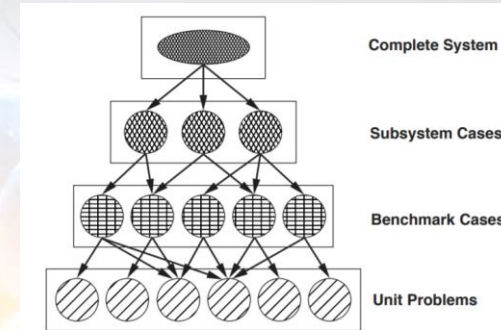 Complete System
Subsystem Cases
Benchmark Cases
Unit Problems